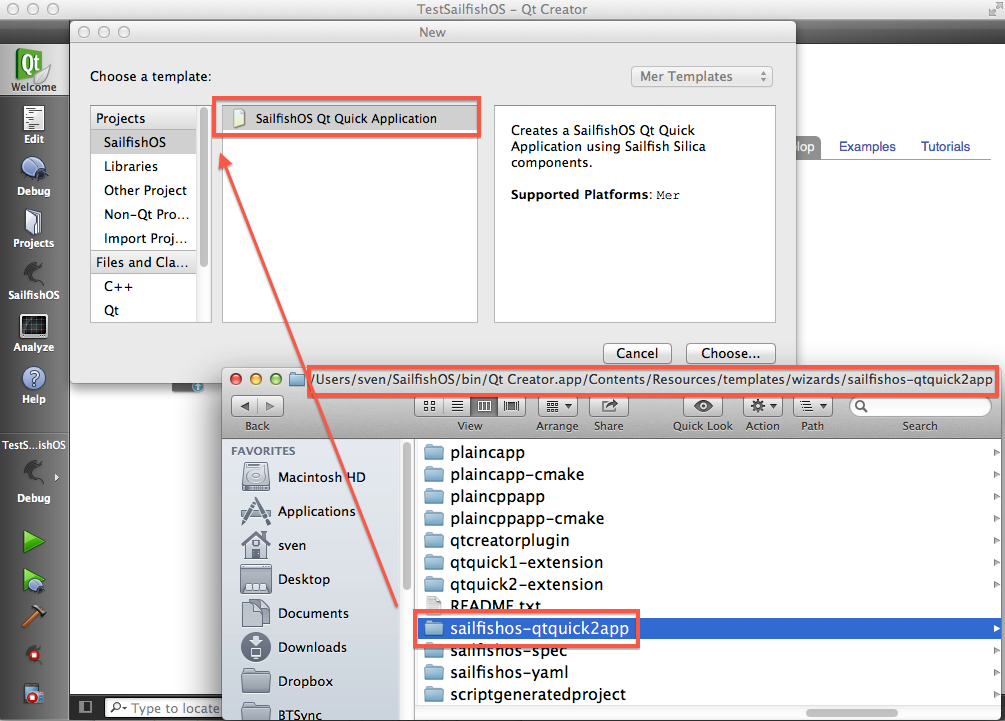 TestSailfishOS - Qt Creator
New
Choose a template:
Mer Templates
Projects
SailfishOS
Libraries
Other Project
Non-Qt Pro...
Import Proj...
Files and Cla...
C++
Qt
SailfishOS Qt Quick Application
Creates a SailfishOS Qt Quick
Application using Sailfish Silica
components.
Supported Platforms: Mer
Cancel
Choose...
lop
Examples
Tutorials
Qt
Welcome
Edit
Debug
Projects
SailfishOS
Analyze
Help
TestS...ishOS
Debug
Type to locate
/Users/sven/SailfishOS/bin/Qt Creator.app/Contents/Resources/templates/wizards/sailfishos-qtquick2app
Back
View
Arrange
Share
Quick Look
Action
Path
Search
FAVORITES
Macintosh HD
Applications
sven
Desktop
Documents
Downloads
Dropbox
BTSync
plaincapp
plaincapp-cmake
plaincppapp
plaincppapp-cmake
qtcreatorplugin
qtquick1-extension
qtquick2-extension
README.txt
sailfishos-qtquick2app
sailfishos-spec
sailfishos-yaml
scriptgeneratedproject